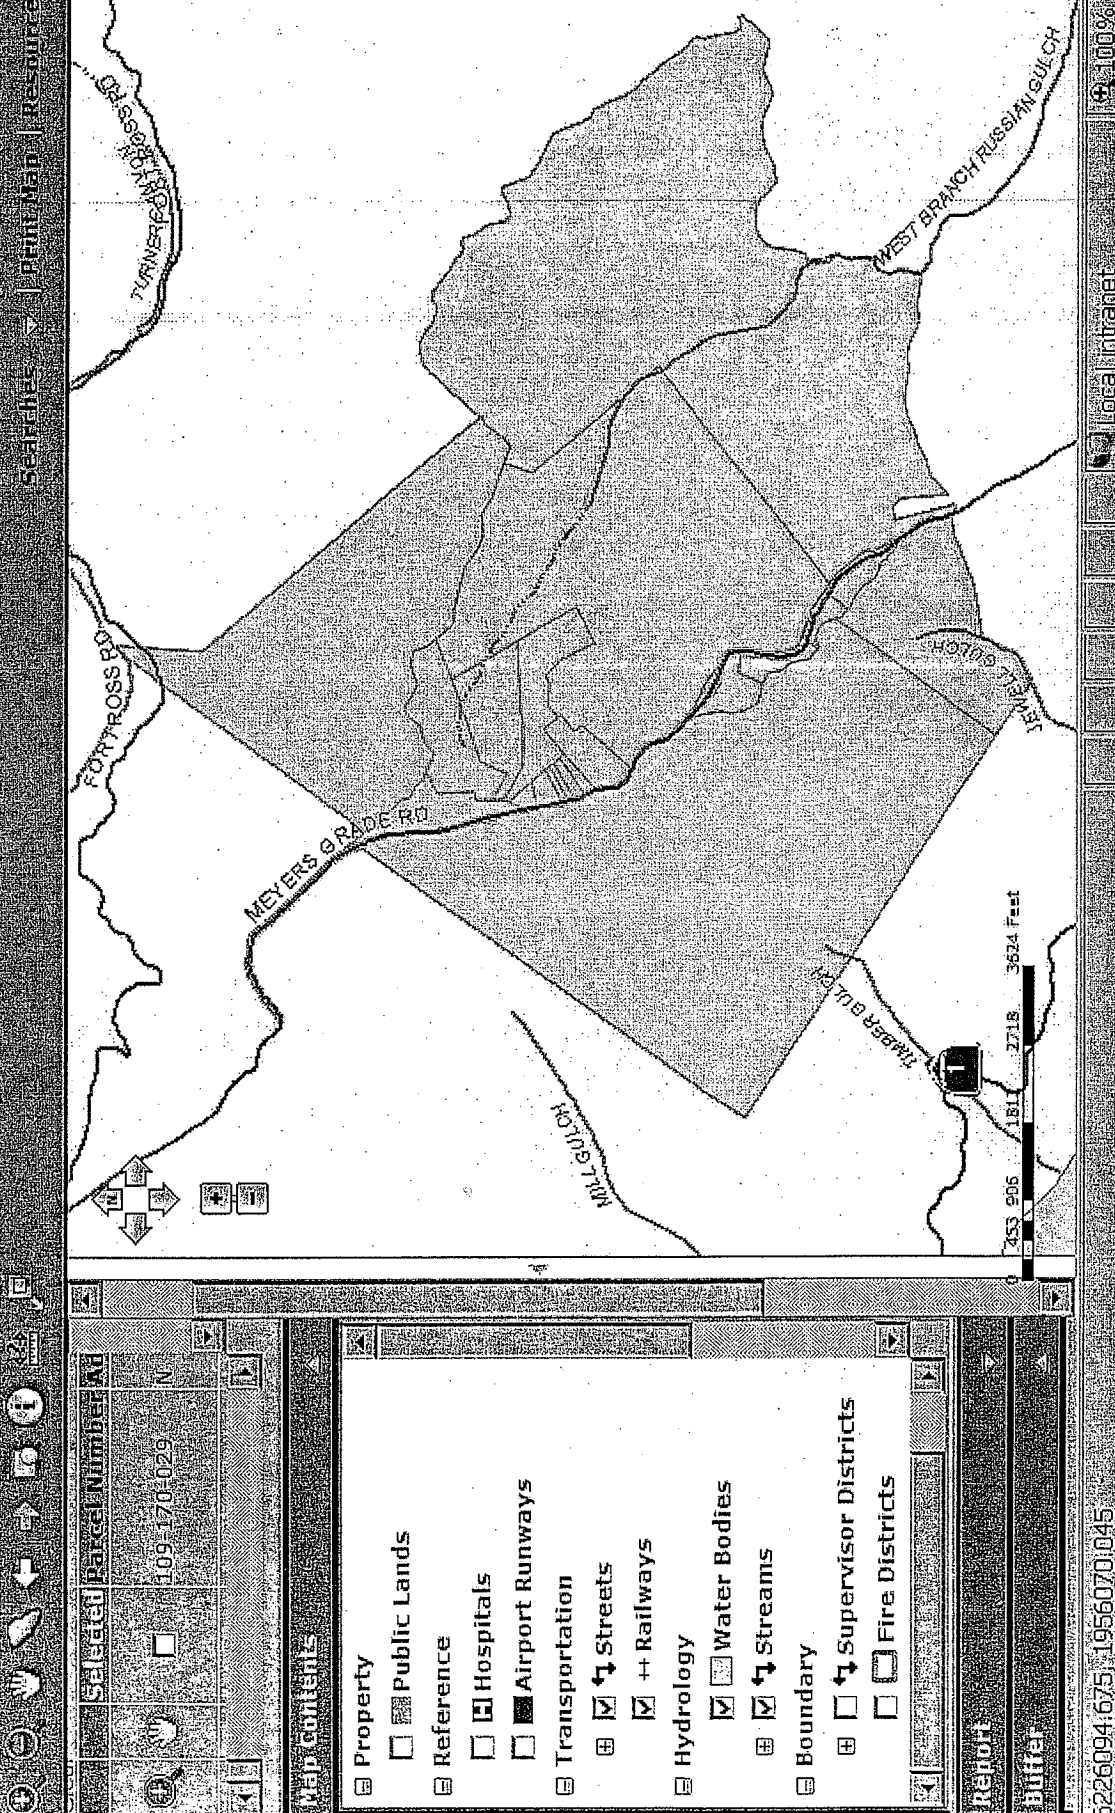 Searches | Print Map | Resource
Selected Parcel Number Ad
109-170-029 N
Map Contents
Property
Public Lands
Reference
Hospitals
H
Airport Runways
Transportation
Streets
Railways
Hydrology
Water Bodies
Streams
Boundary
Supervisor Districts
Fire Districts
Report
Buffer
N
FORT ROSS RD
MEYERS GRADE RD
MILL GULCH
TIMBER GULCH
JEWELL GULCH
WEST BRANCH RUSSIAN GULCH
1
0 453 906 1811 2718 3624 Feet
6226094.675, 1956070.045
Local intranet
100%